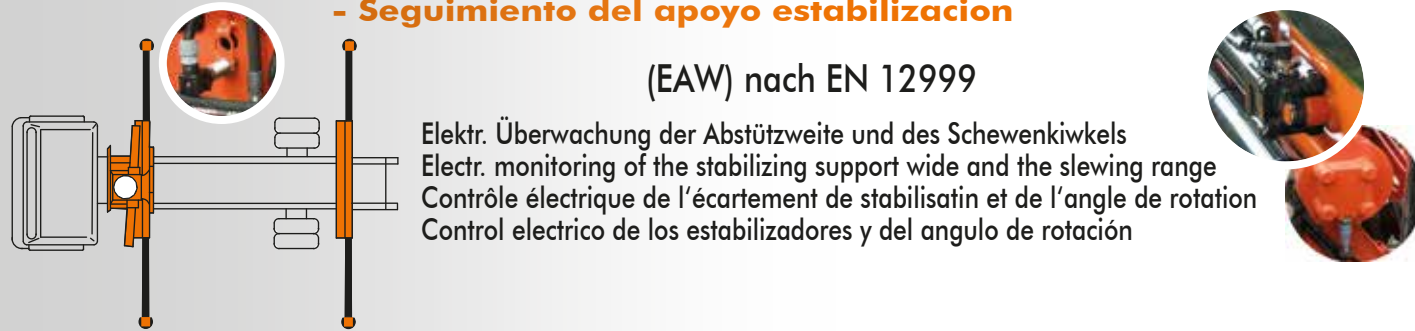 - Seguimiento del apoyo estabilizacion
(EAW) nach EN 12999
Elektr. Überwachung der Abstützweite und des Schewenkiwkels
Electr. monitoring of the stabilizing support wide and the slewing range
Contrôle électrique de l‘écartement de stabilisatin et de l‘angle de rotation
Control electrico de los estabilizadores y del angulo de rotación